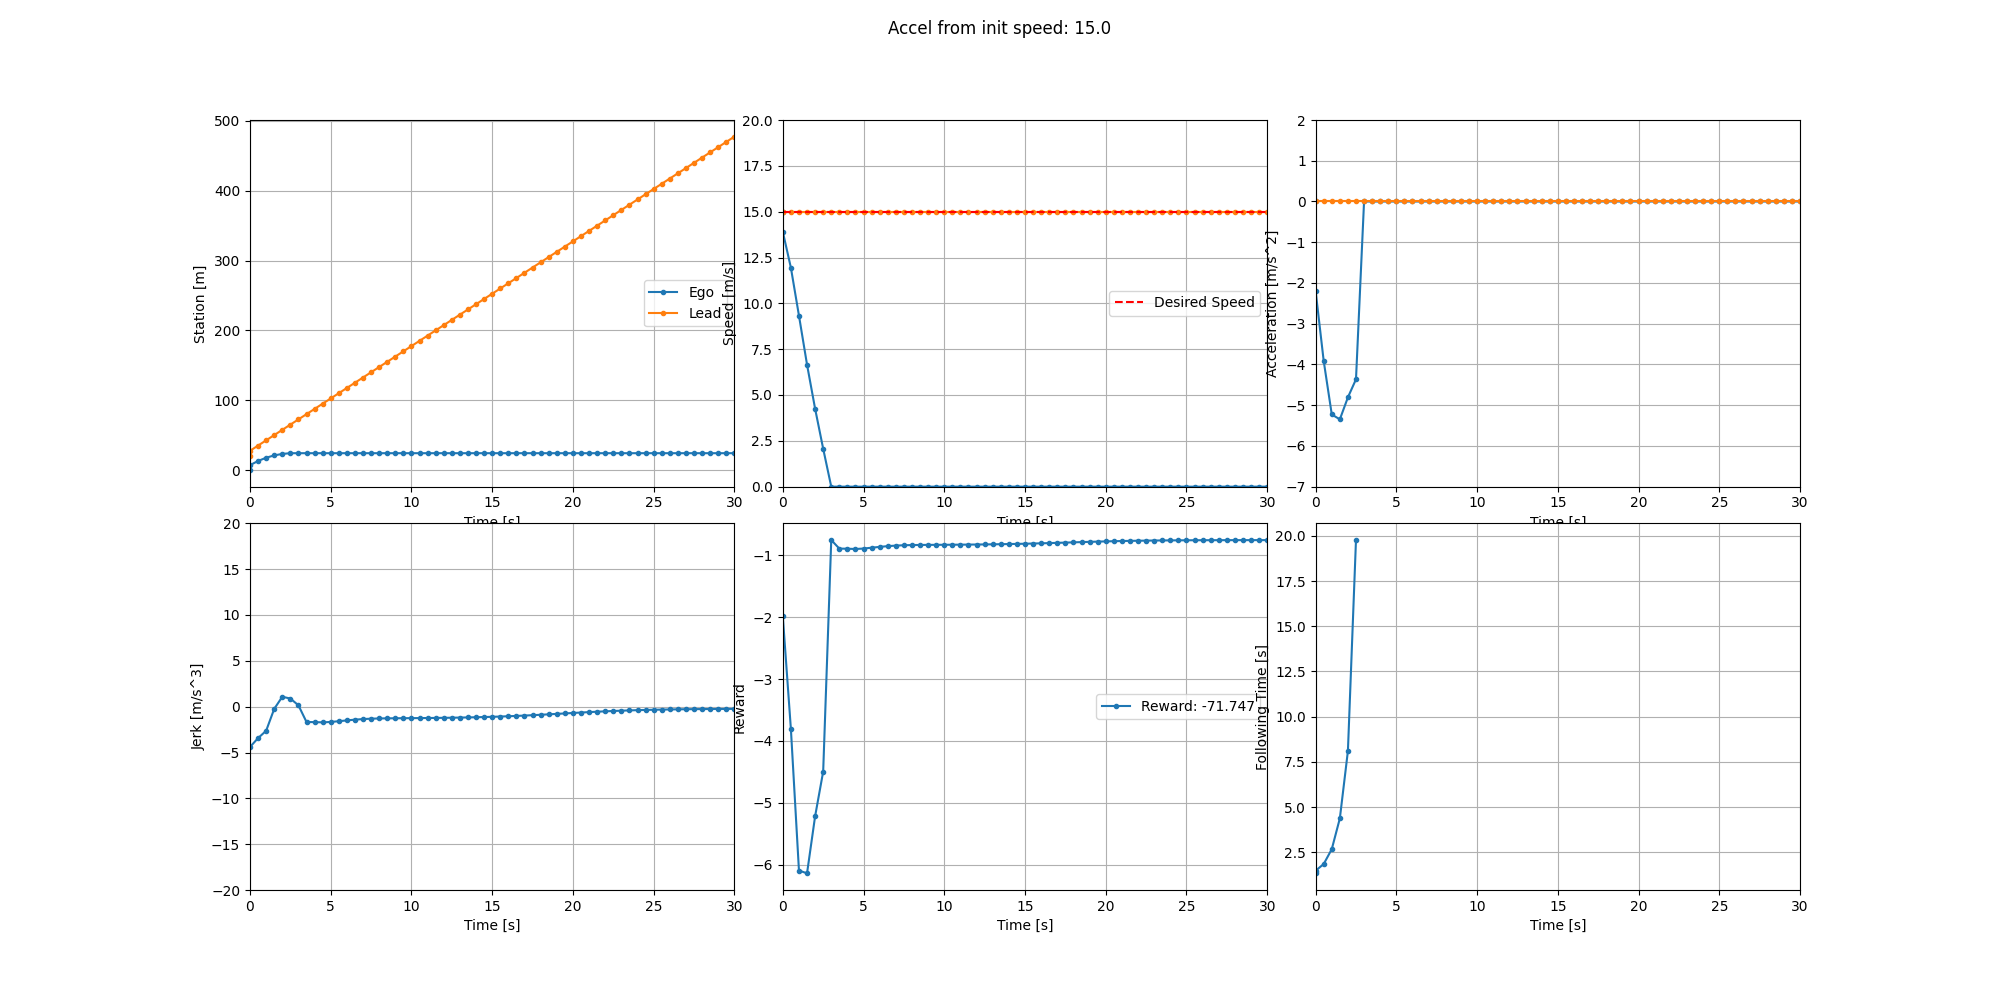 Accel from init speed: 15.0
500
400
300
200
100
0
Station [m]
0 5 10 15 20 25 30
Time [s]
Ego
Lead
20.0
17.5
15.0
12.5
10.0
7.5
5.0
2.5
0.0
Speed [m/s]
0 5 10 15 20 25 30
Time [s]
Desired Speed
2
1
0
−1
−2
−3
−4
−5
−6
−7
Acceleration [m/s^2]
0 5 10 15 20 25 30
Time [s]
20
15
10
5
0
−5
−10
−15
−20
Jerk [m/s^3]
0 5 10 15 20 25 30
Time [s]
−1
−2
−3
−4
−5
−6
Reward
0 5 10 15 20 25 30
Time [s]
Reward: -71.747
20.0
17.5
15.0
12.5
10.0
7.5
5.0
2.5
Following Time [s]
0 5 10 15 20 25 30
Time [s]